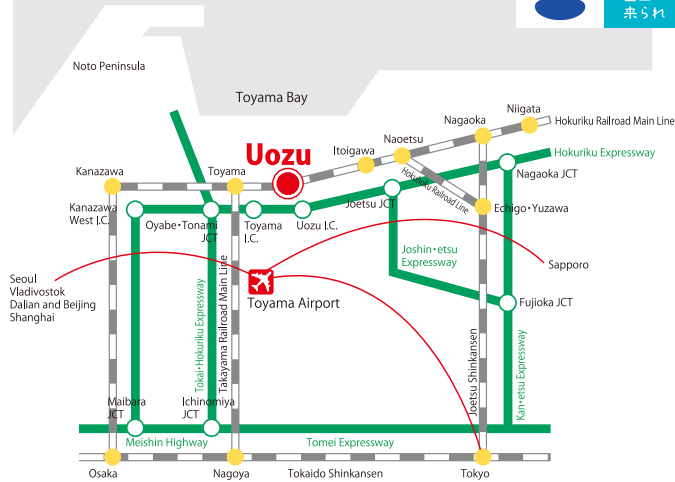 来られ
Noto Peninsula
Toyama Bay
Niigata
Nagaoka
Hokuriku Railroad Main Line
Naoetsu
Itoigawa
Uozu
Hokuriku Expressway
Kanazawa
Toyama
Nagaoka JCT
Hokuhoku Railroad Line
Joetsu JCT
Kanazawa
West I.C.
Oyabe・Tonami
JCT
Toyama
I.C.
Uozu I.C.
Echigo・Yuzawa
Joshin・etsu
Expressway
Sapporo
Seoul
Vladivostok
Dalian and Beijing
Shanghai
Toyama Airport
Fujioka JCT
Tokai・Hokuriku Expressway
Takayama Railroad Main Line
Joetsu Shinkansen
Kan・etsu Expressway
Maibara
JCT
Ichinomiya
JCT
Meishin Highway
Tomei Expressway
Osaka
Nagoya
Tokaido Shinkansen
Tokyo